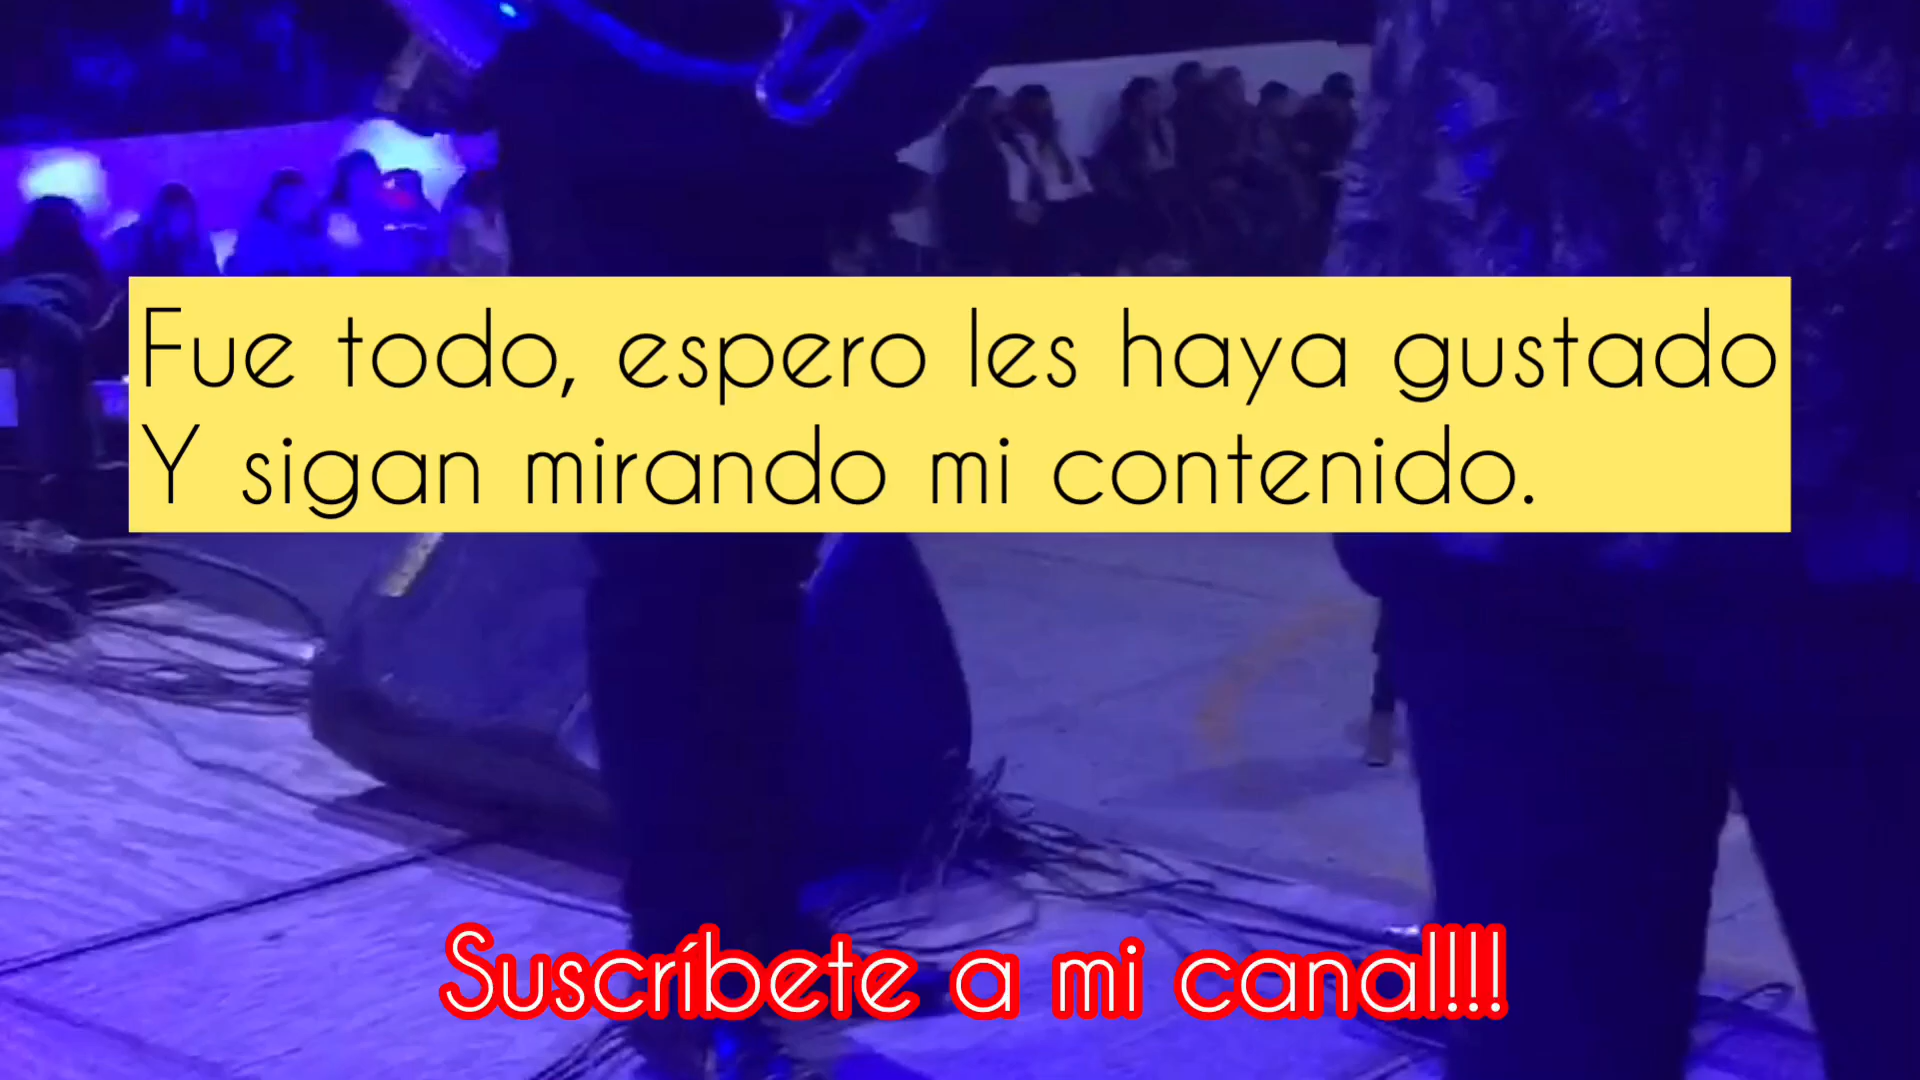 Fue todo, espero les haya gustado
Y sigan mirando mi contenido.
Suscríbete a mi canal!!!